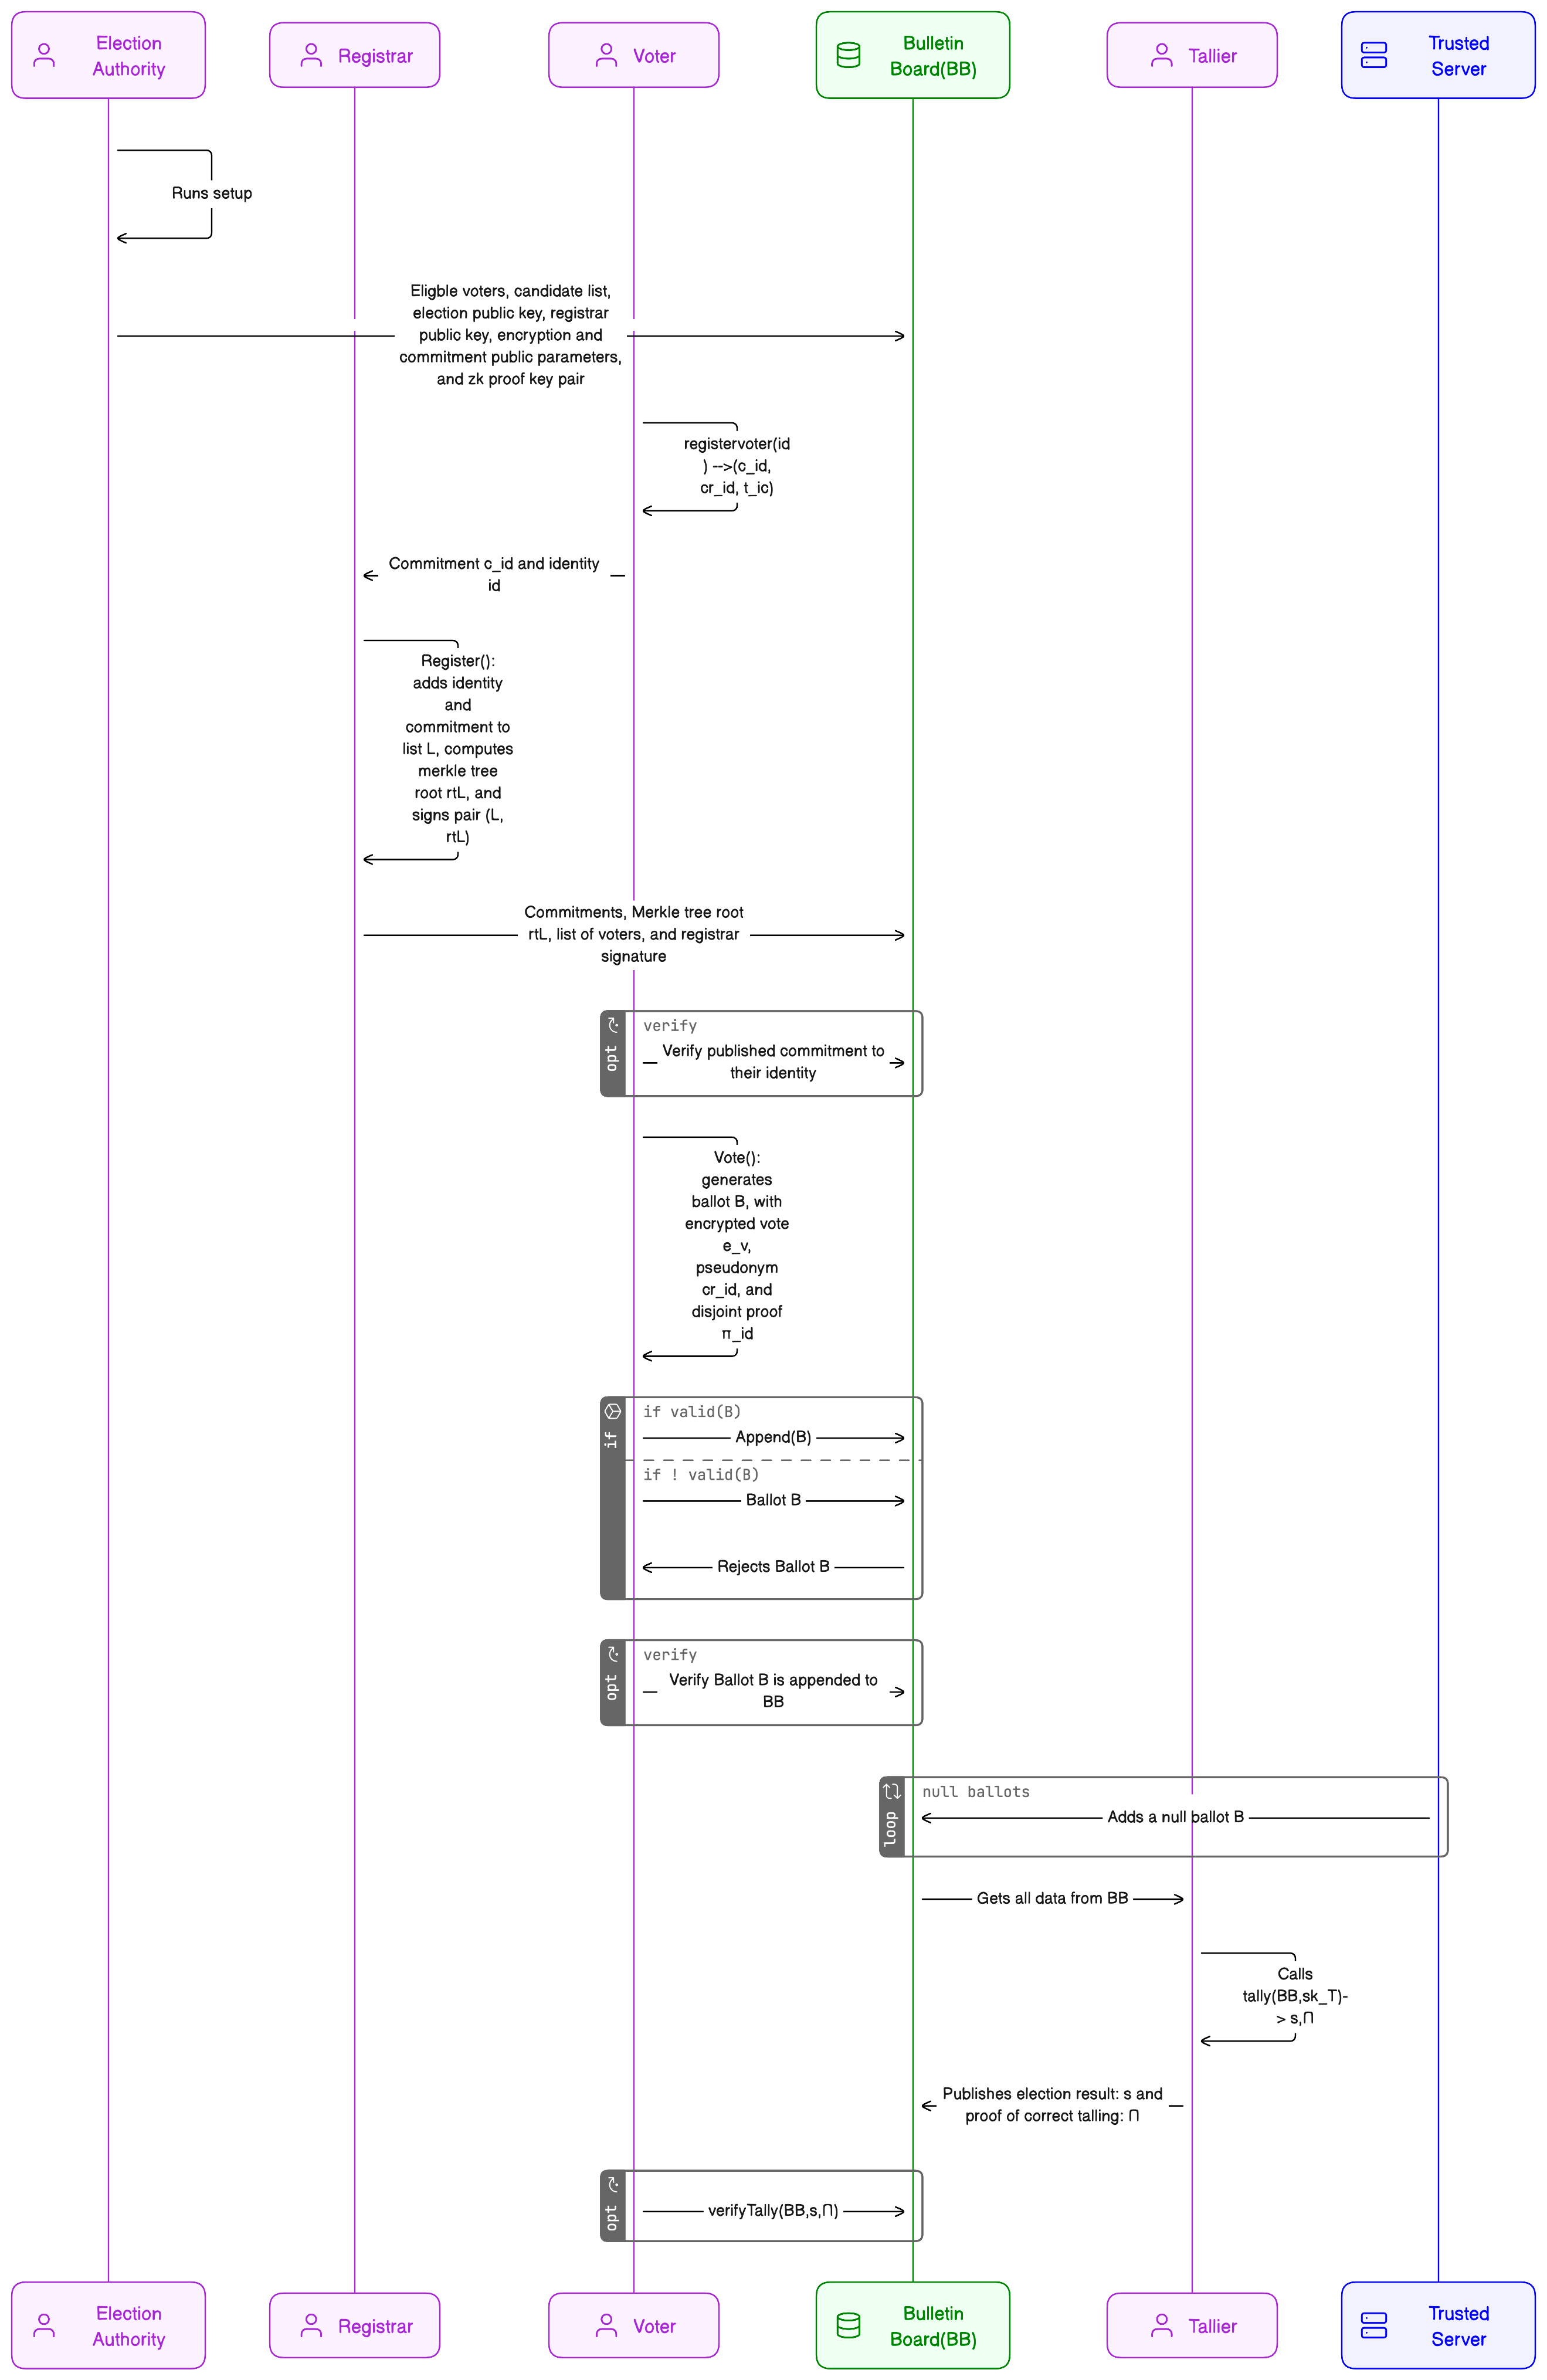 Election
Authority
Registrar
Voter
Bulletin
Board(BB)
Tallier
Trusted
Server
Runs setup
Eligble voters, candidate list,
election public key, registrar
public key, encryption and
commitment public parameters,
and zk proof key pair
registervoter(id
) -->(c_id,
cr_id, t_ic)
Commitment c_id and identity
id
Register():
adds identity
and
commitment to
list L, computes
merkle tree
root rtL, and
signs pair (L,
rtL)
Commitments, Merkle tree root
rtL, list of voters, and registrar
signature
opt
verify
Verify published commitment to
their identity
Vote():
generates
ballot B, with
encrypted vote
e_v,
pseudonym
cr_id, and
disjoint proof
π_id
if
if valid(B)
Append(B)
if ! valid(B)
Ballot B
Rejects Ballot B
opt
verify
Verify Ballot B is appended to
BB
loop
null ballots
Adds a null ballot B
Gets all data from BB
Calls
tally(BB,sk_T)-
> s,Π
Publishes election result: s and
proof of correct talling: Π
opt
verifyTally(BB,s,Π)
Election
Authority
Registrar
Voter
Bulletin
Board(BB)
Tallier
Trusted
Server